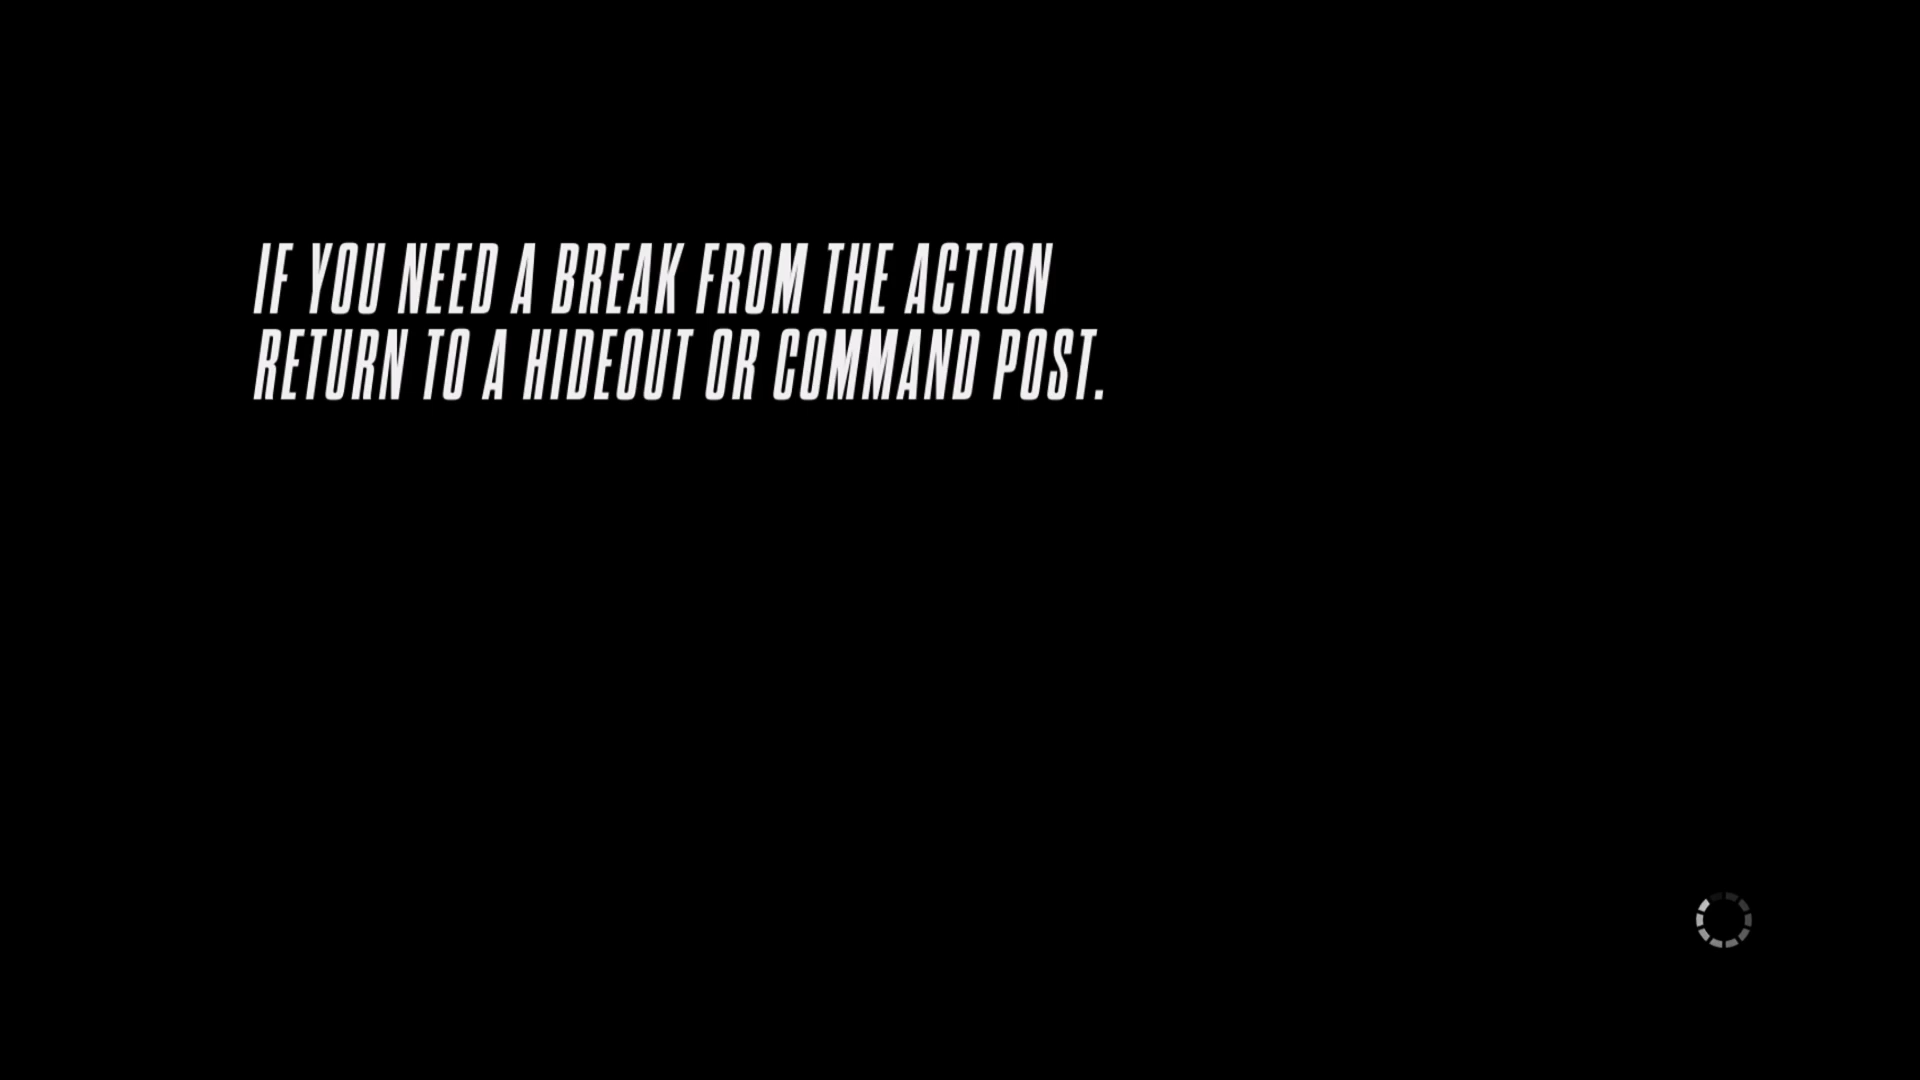 IF YOU NEED A BREAK FROM THE ACTION
RETURN TO A HIDEOUT OR COMMAND POST.